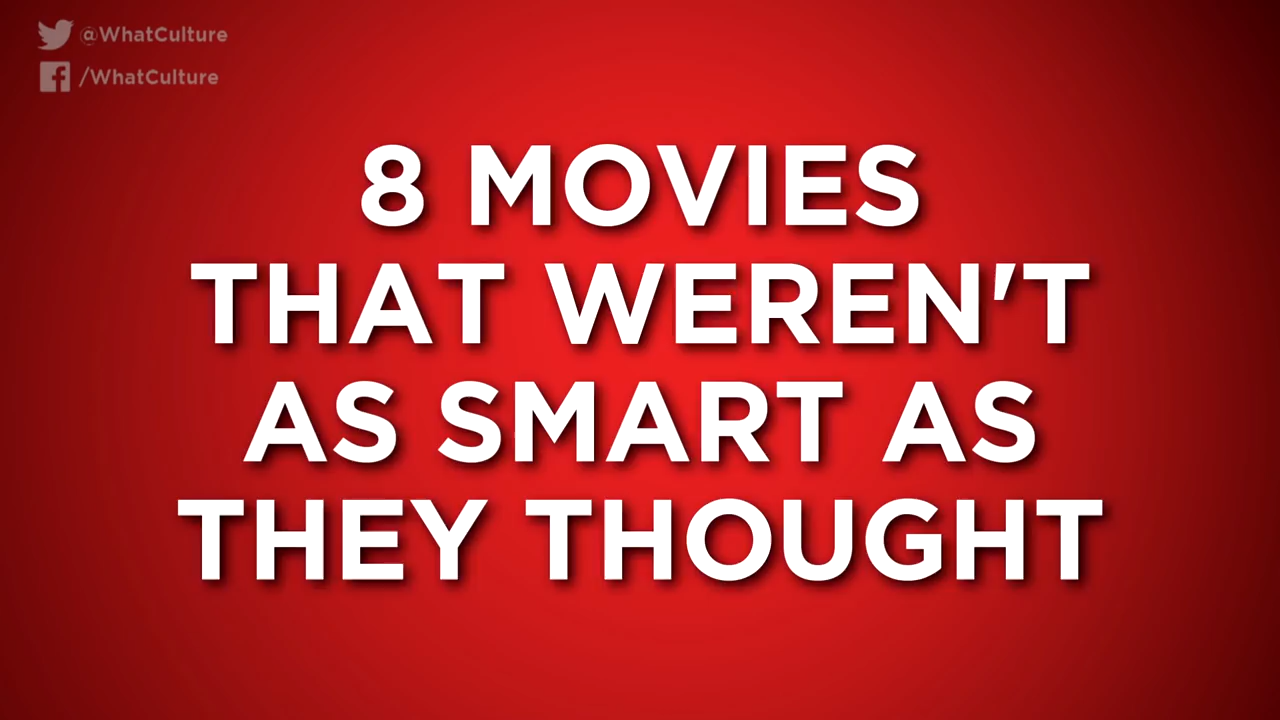 @WhatCulture
/WhatCulture
8 MOVIES
THAT WEREN'T
AS SMART AS
THEY THOUGHT